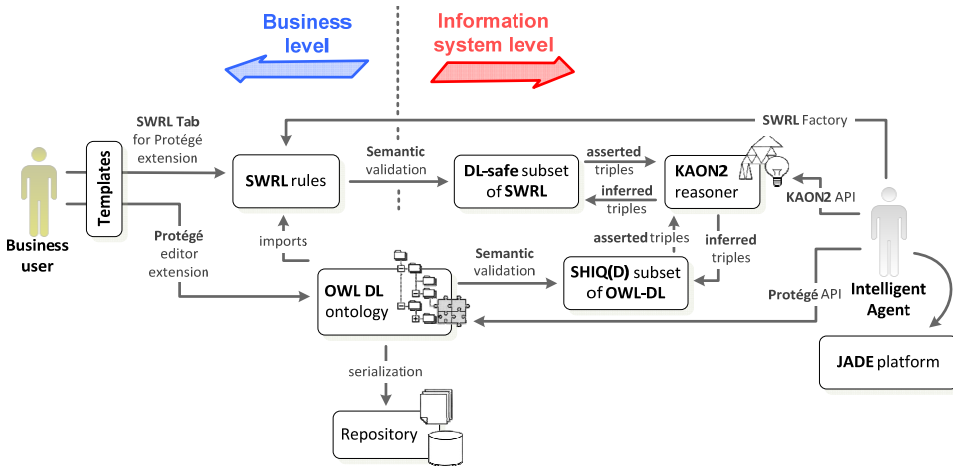 Business
level
Information
system level
SWRL Tab
for Protégé
extension
SWRL Factory
Templates
SWRL rules
Semantic
validation
DL-safe subset
of SWRL
asserted
triples
inferred
triples
KAON2
reasoner
KAON2 API
Business
user
Protégé
editor
extension
imports
asserted triples
inferred
triples
OWL DL
ontology
Semantic
validation
SHIQ(D) subset
of OWL-DL
Protégé API
Intelligent
Agent
JADE platform
serialization
Repository